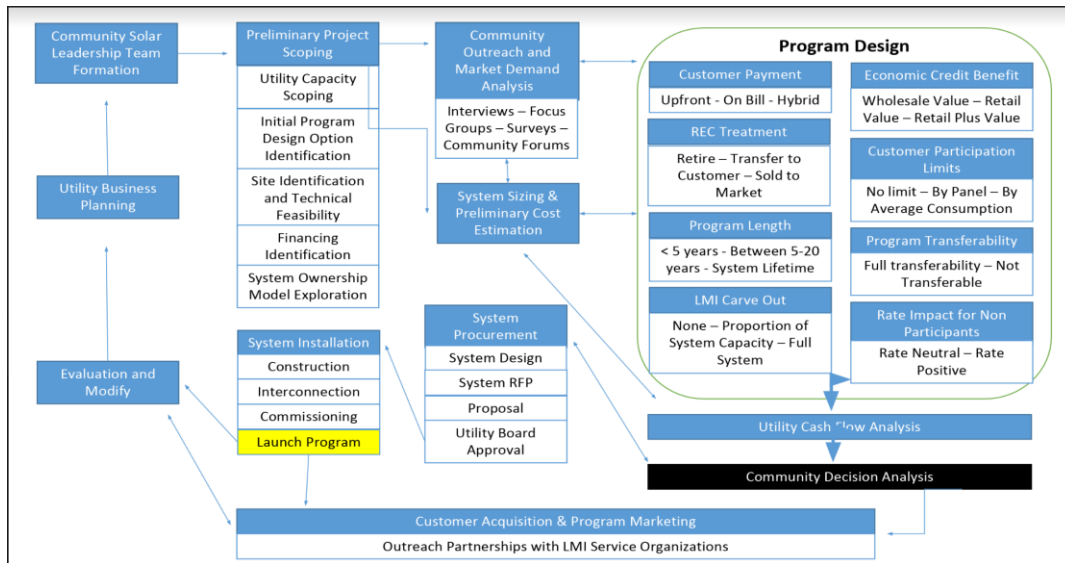 Community Solar
Leadership Team
Formation
Utility Business
Planning
Evaluation and
Modify
Preliminary Project
Scoping
Utility Capacity
Scoping
Initial Program
Design Option
Identification
Site Identification
and Technical
Feasibility
Financing
Identification
System Ownership
Model Exploration
Community
Outreach and
Market Demand
Analysis
Interviews – Focus
Groups – Surveys –
Community Forums
System Sizing &
Preliminary Cost
Estimation
Program Design
Customer Payment
Upfront - On Bill - Hybrid
REC Treatment
Retire – Transfer to
Customer – Sold to
Market
Program Length
< 5 years - Between 5-20
years - System Lifetime
LMI Carve Out
None – Proportion of
System Capacity – Full
System
Economic Credit Benefit
Wholesale Value – Retail
Value – Retail Plus Value
Customer Participation
Limits
No limit – By Panel – By
Average Consumption
Program Transferability
Full transferability – Not
Transferable
Rate Impact for Non
Participants
Rate Neutral – Rate
Positive
System Installation
Construction
Interconnection
Commissioning
Launch Program
System
Procurement
System Design
System RFP
Proposal
Utility Board
Approval
Utility Cash Flow Analysis
Community Decision Analysis
Customer Acquisition & Program Marketing
Outreach Partnerships with LMI Service Organizations